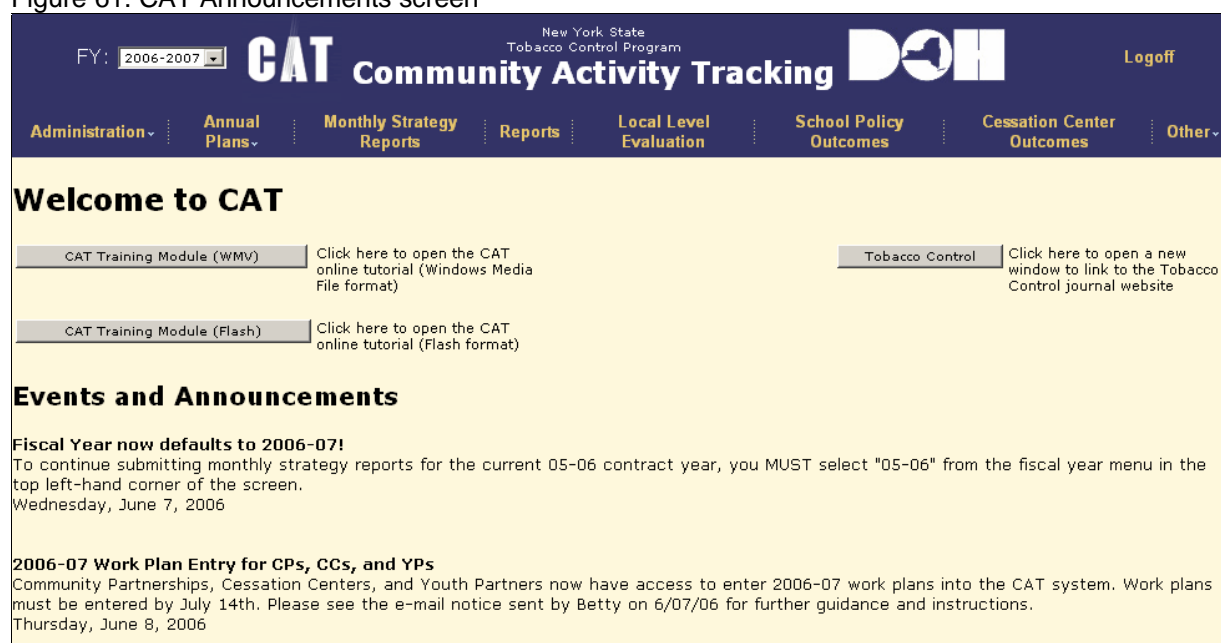 Figure 61. CAT Announcements screen
New York State
Tobacco Control Program
FY: 2006-2007 CAT Community Activity Tracking DOH Logoff
Administration Annual Plans Monthly Strategy Reports Reports Local Level Evaluation School Policy Outcomes Cessation Center Outcomes Other
Welcome to CAT
CAT Training Module (WMV) Click here to open the CAT
online tutorial (Windows Media
File format)
Tobacco Control Click here to open a new
window to link to the Tobacco
Control journal website
CAT Training Module (Flash) Click here to open the CAT
online tutorial (Flash format)
Events and Announcements
Fiscal Year now defaults to 2006-07!
To continue submitting monthly strategy reports for the current 05-06 contract year, you MUST select "05-06" from the fiscal year menu in the
top left-hand corner of the screen.
Wednesday, June 7, 2006
2006-07 Work Plan Entry for CPs, CCs, and YPs
Community Partnerships, Cessation Centers, and Youth Partners now have access to enter 2006-07 work plans into the CAT system. Work plans
must be entered by July 14th. Please see the e-mail notice sent by Betty on 6/07/06 for further guidance and instructions.
Thursday, June 8, 2006